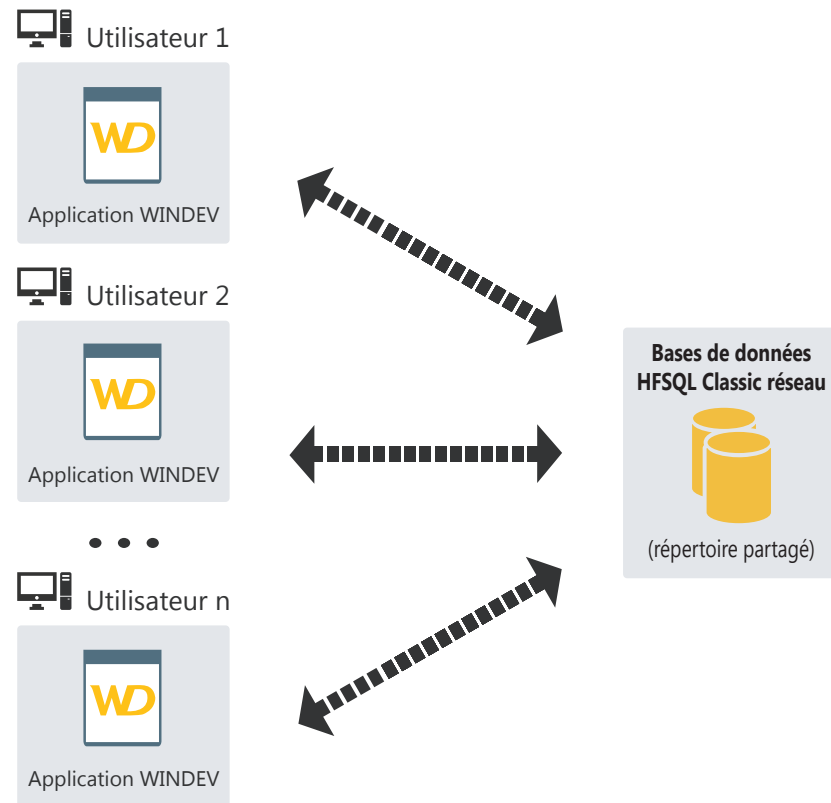 Utilisateur 1
WD
Application WINDEV
Utilisateur 2
WD
Application WINDEV
• • •
Utilisateur n
WD
Application WINDEV
Bases de données
HFSQL Classic réseau
(répertoire partagé)